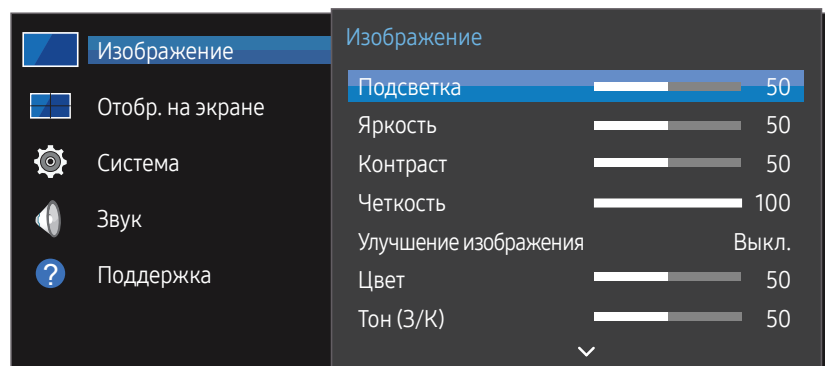 Изображение
Отобр. на экране
Система
Звук
Поддержка
Изображение
Подсветка 50
Яркость 50
Контраст 50
Четкость 100
Улучшение изображения Выкл.
Цвет 50
Тон (З/К) 50